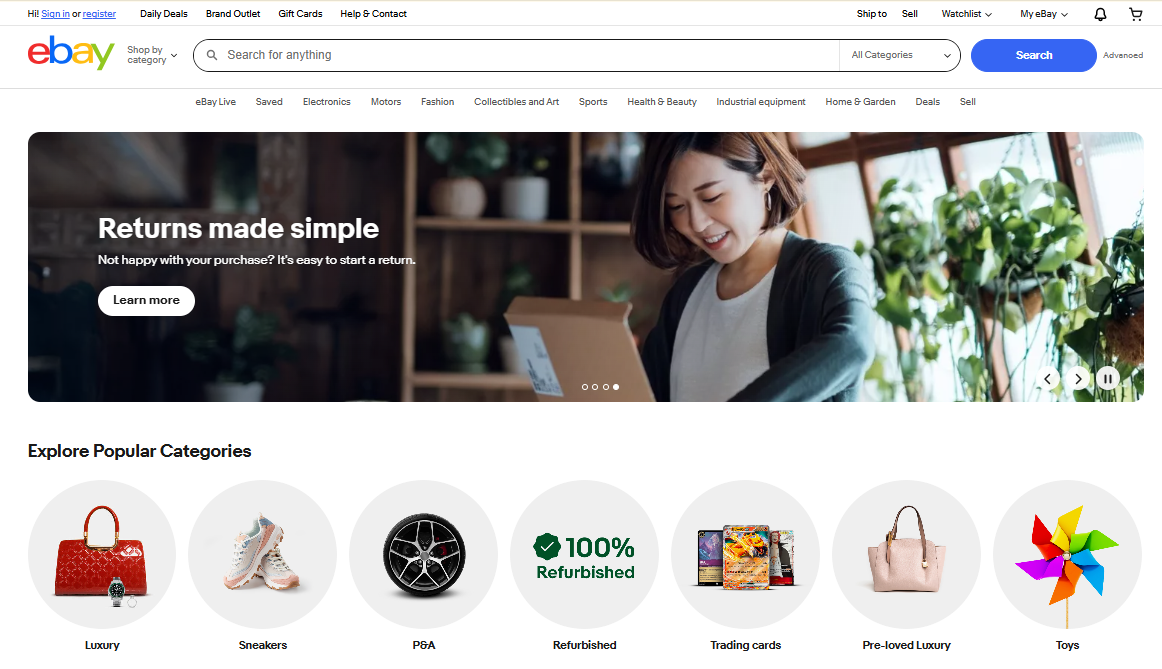 Hi! Sign in or register
Daily Deals
Brand Outlet
Gift Cards
Help & Contact
Ship to
Sell
Watchlist
My eBay
ebay
Shop by
category
Search for anything
All Categories
Search
Advanced
eBay Live
Saved
Electronics
Motors
Fashion
Collectibles and Art
Sports
Health & Beauty
Industrial equipment
Home & Garden
Deals
Sell
Returns made simple
Not happy with your purchase? It's easy to start a return.
Learn more
Explore Popular Categories
100%
Refurbished
Luxury
Sneakers
P&A
Refurbished
Trading cards
Pre-loved Luxury
Toys